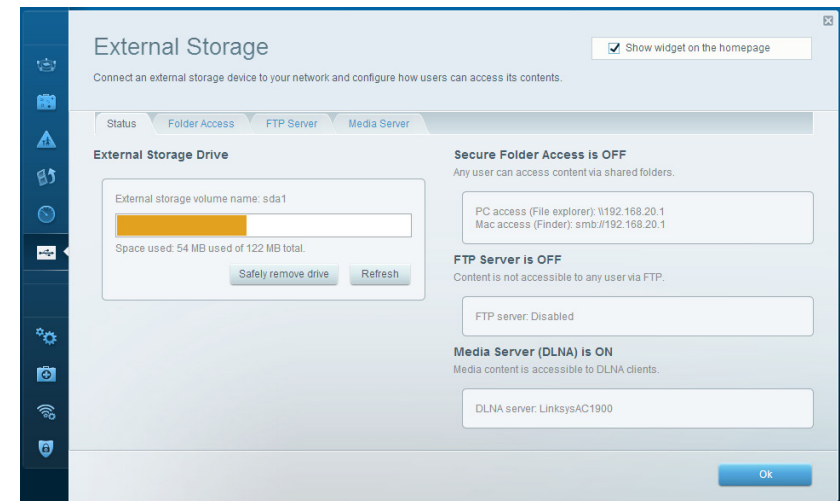 External Storage
Show widget on the homepage
Connect an external storage device to your network and configure how users can access its contents.
Status
Folder Access
FTP Server
Media Server
External Storage Drive
External storage volume name: sda1
Space used: 54 MB used of 122 MB total.
Safely remove drive
Refresh
Secure Folder Access is OFF
Any user can access content via shared folders.
PC access (File explorer): \\192.168.20.1
Mac access (Finder): smb://192.168.20.1
FTP Server is OFF
Content is not accessible to any user via FTP.
FTP server: Disabled
Media Server (DLNA) is ON
Media content is accessible to DLNA clients.
DLNA server: LinksysAC1900
Ok